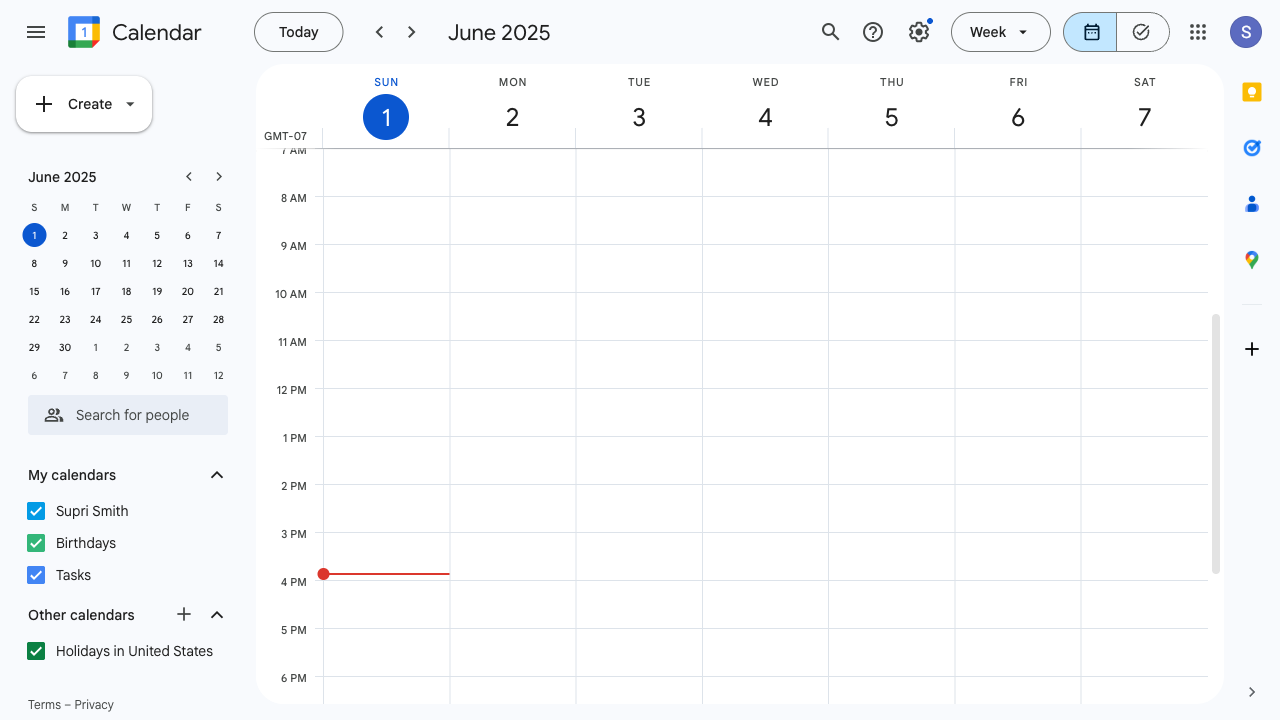 Calendar
Today
June 2025
Week
S
Create
June 2025
S M T W T F S
1 2 3 4 5 6 7
8 9 10 11 12 13 14
15 16 17 18 19 20 21
22 23 24 25 26 27 28
29 30 1 2 3 4 5
6 7 8 9 10 11 12
Search for people
My calendars
Supri Smith
Birthdays
Tasks
Other calendars
Holidays in United States
Terms – Privacy
SUN MON TUE WED THU FRI SAT
1 2 3 4 5 6 7
GMT-07
7 AM
8 AM
9 AM
10 AM
11 AM
12 PM
1 PM
2 PM
3 PM
4 PM
5 PM
6 PM